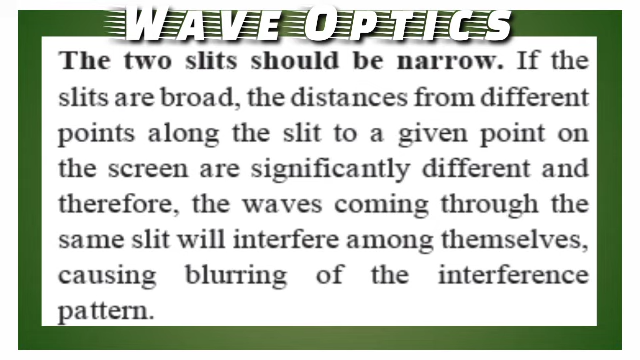 WAVE OPTICS
The two slits should be narrow. If the
slits are broad, the distances from different
points along the slit to a given point on
the screen are significantly different and
therefore, the waves coming through the
same slit will interfere among themselves,
causing blurring of the interference
pattern.